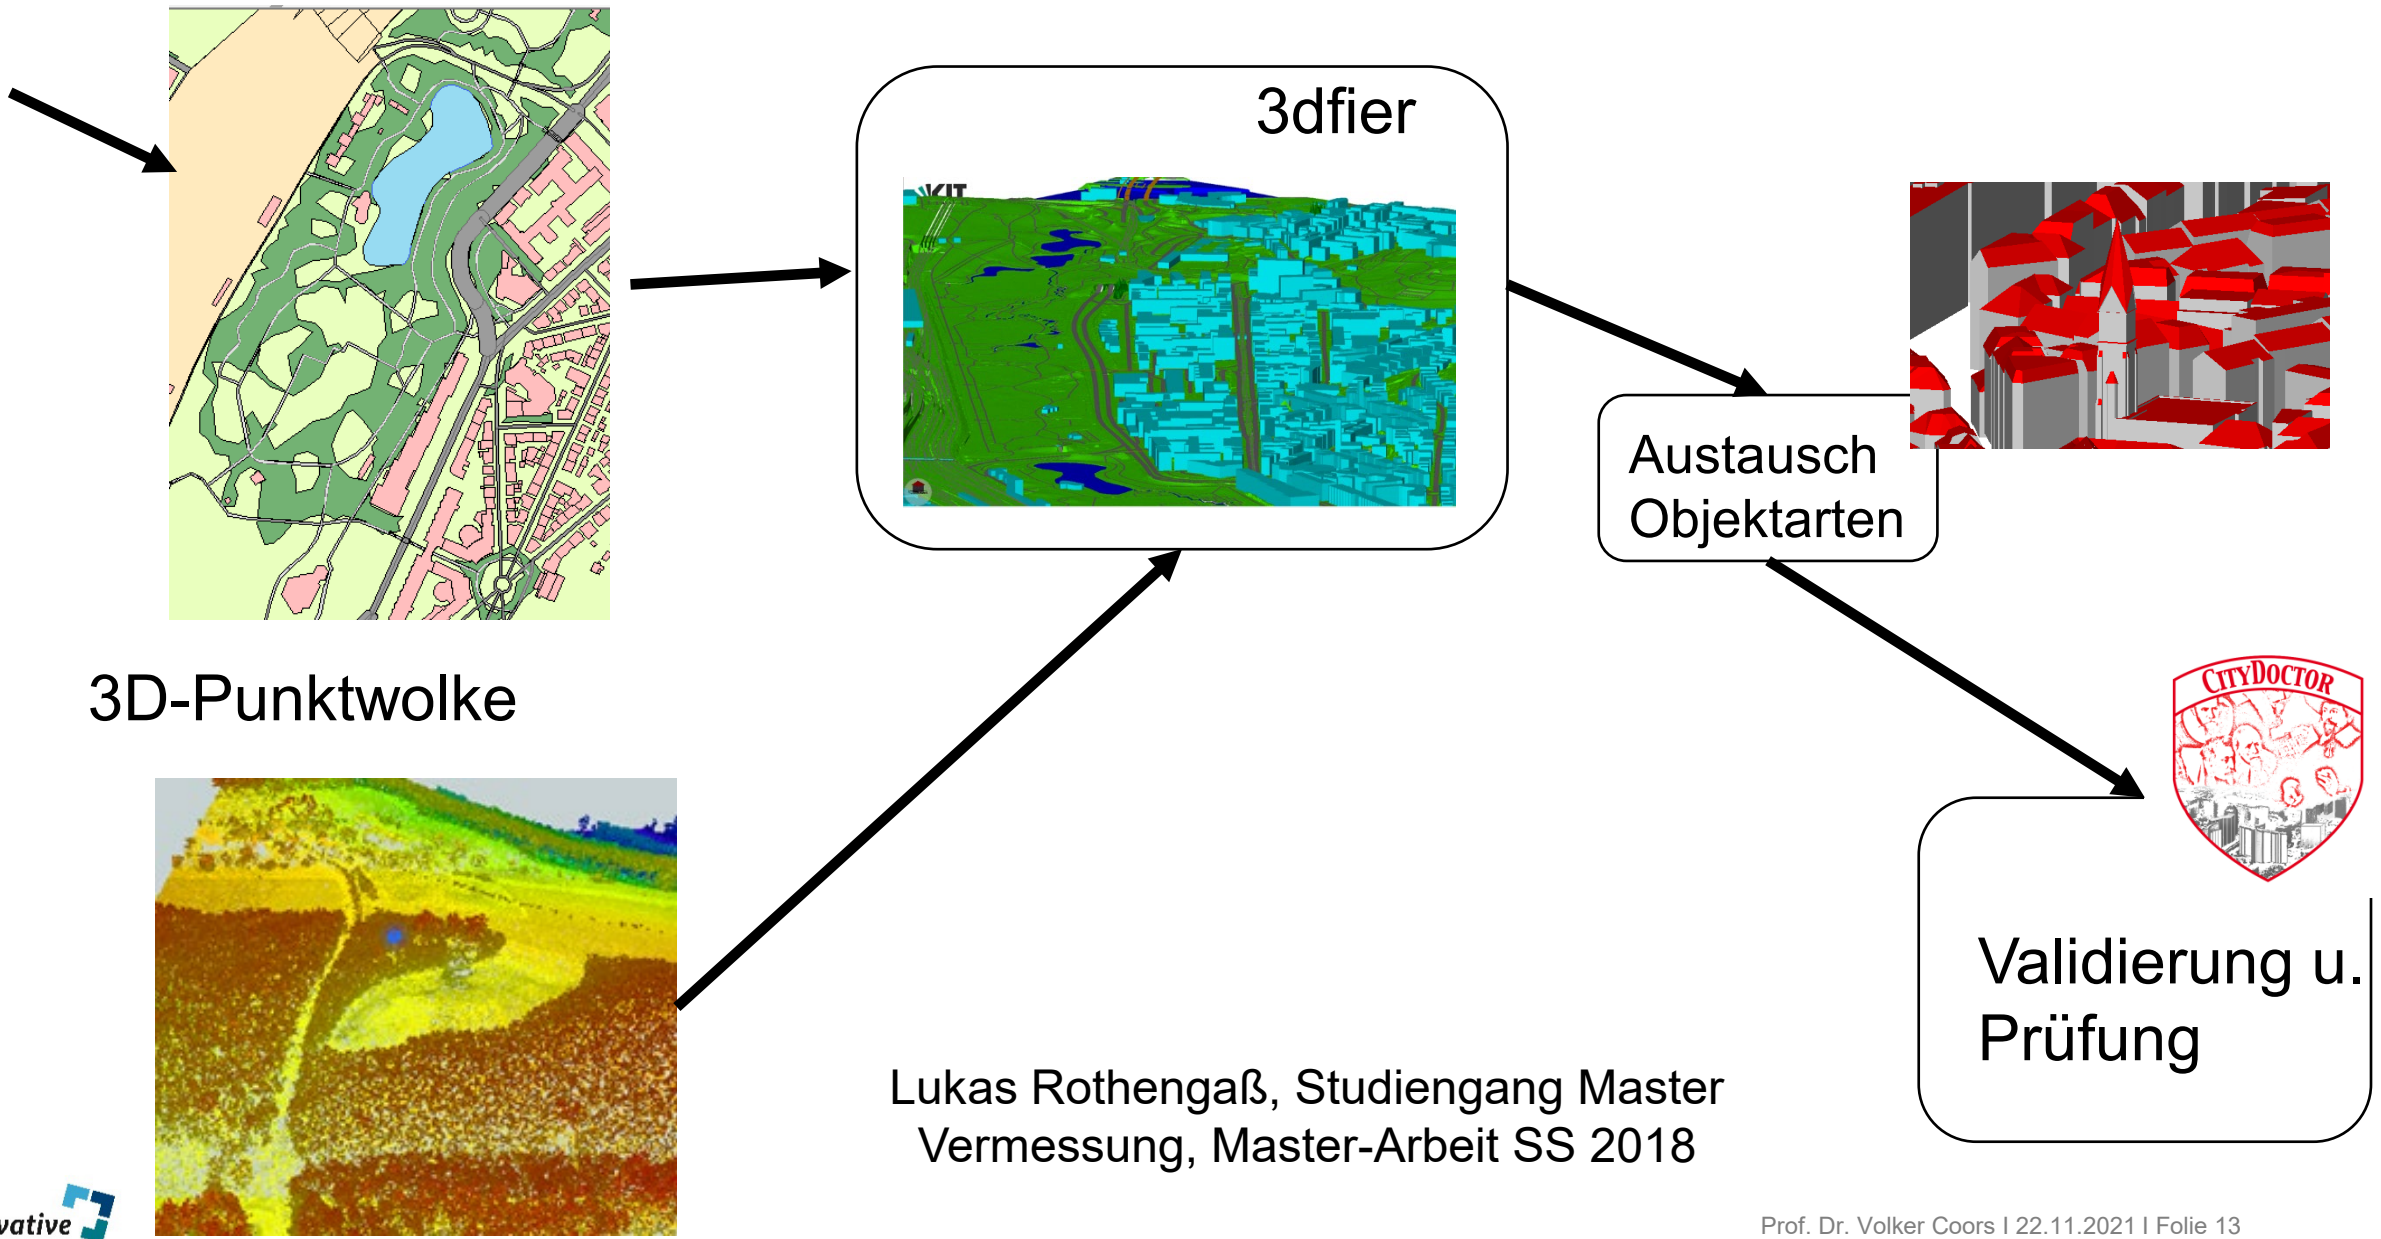 3dfier
KIT
Austausch
Objektarten
3D-Punktwolke
CITYDOCTOR
Validierung u.
Prüfung
Lukas Rothengaß, Studiengang Master
Vermessung, Master-Arbeit SS 2018
vative
Prof. Dr. Volker Coors I 22.11.2021 I Folie 13